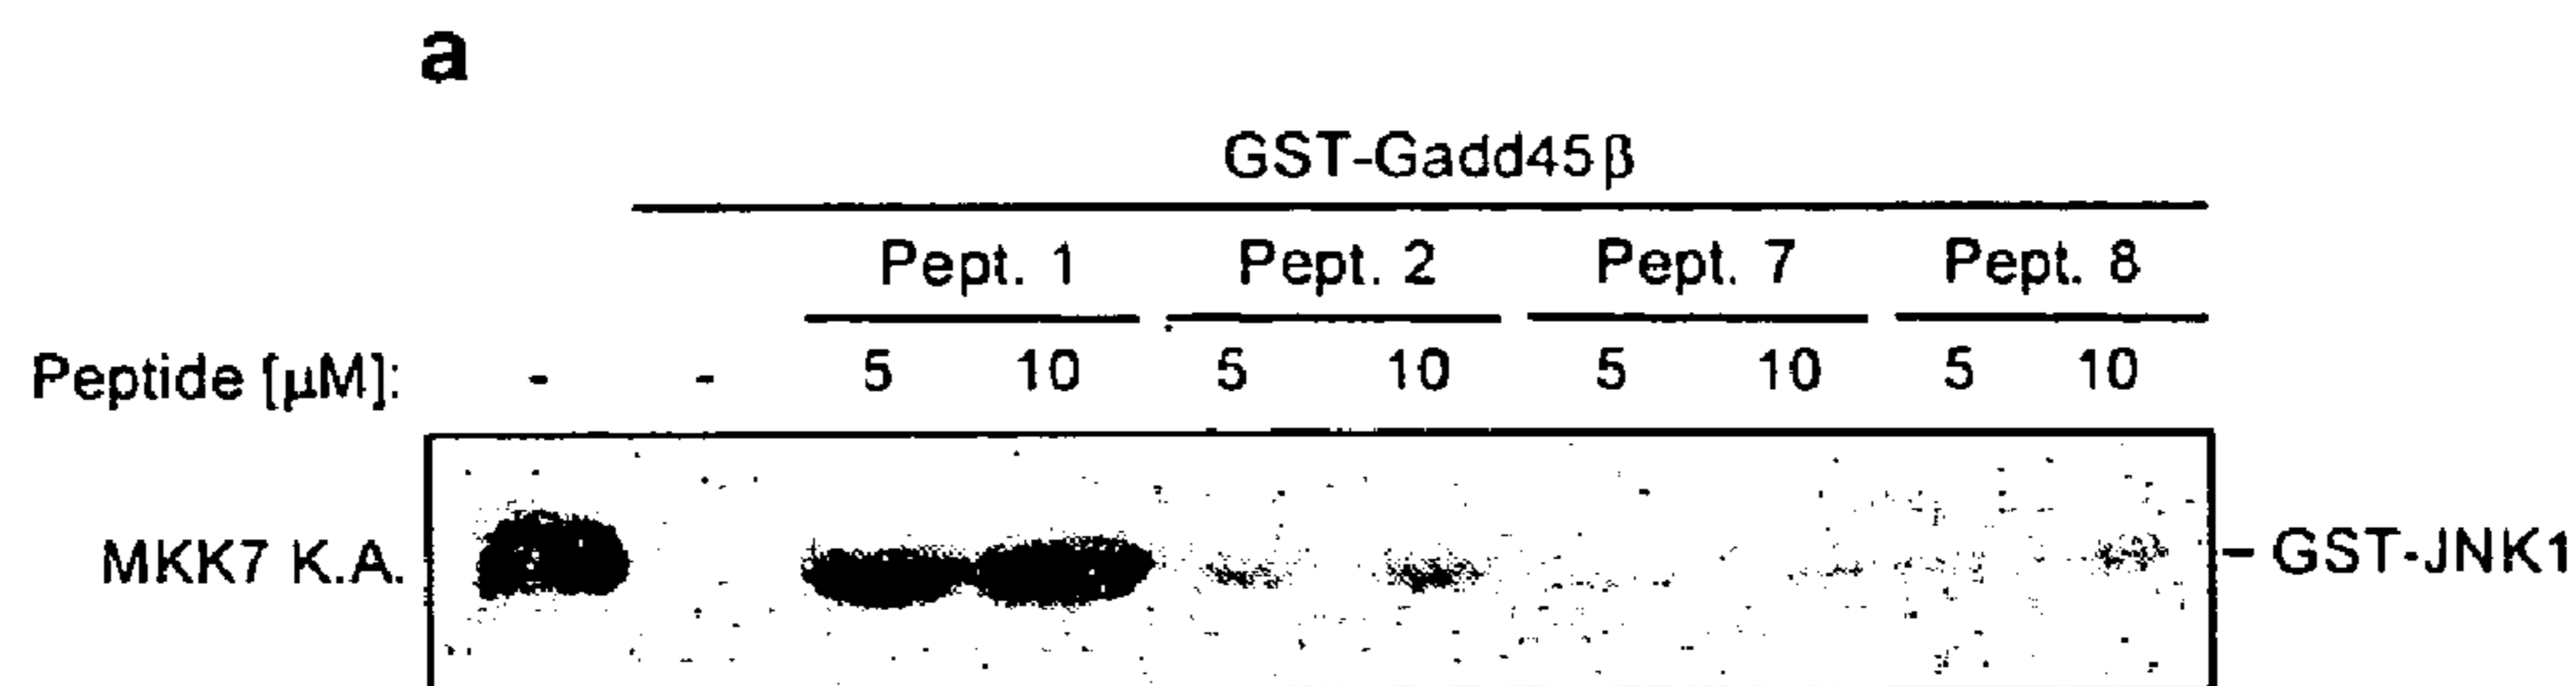 a
GST-Gadd45β
Pept. 1 Pept. 2 Pept. 7 Pept. 8
Peptide [μM]: - - 5 10 5 10 5 10 5 10
MKK7 K.A. - GST-JNK1